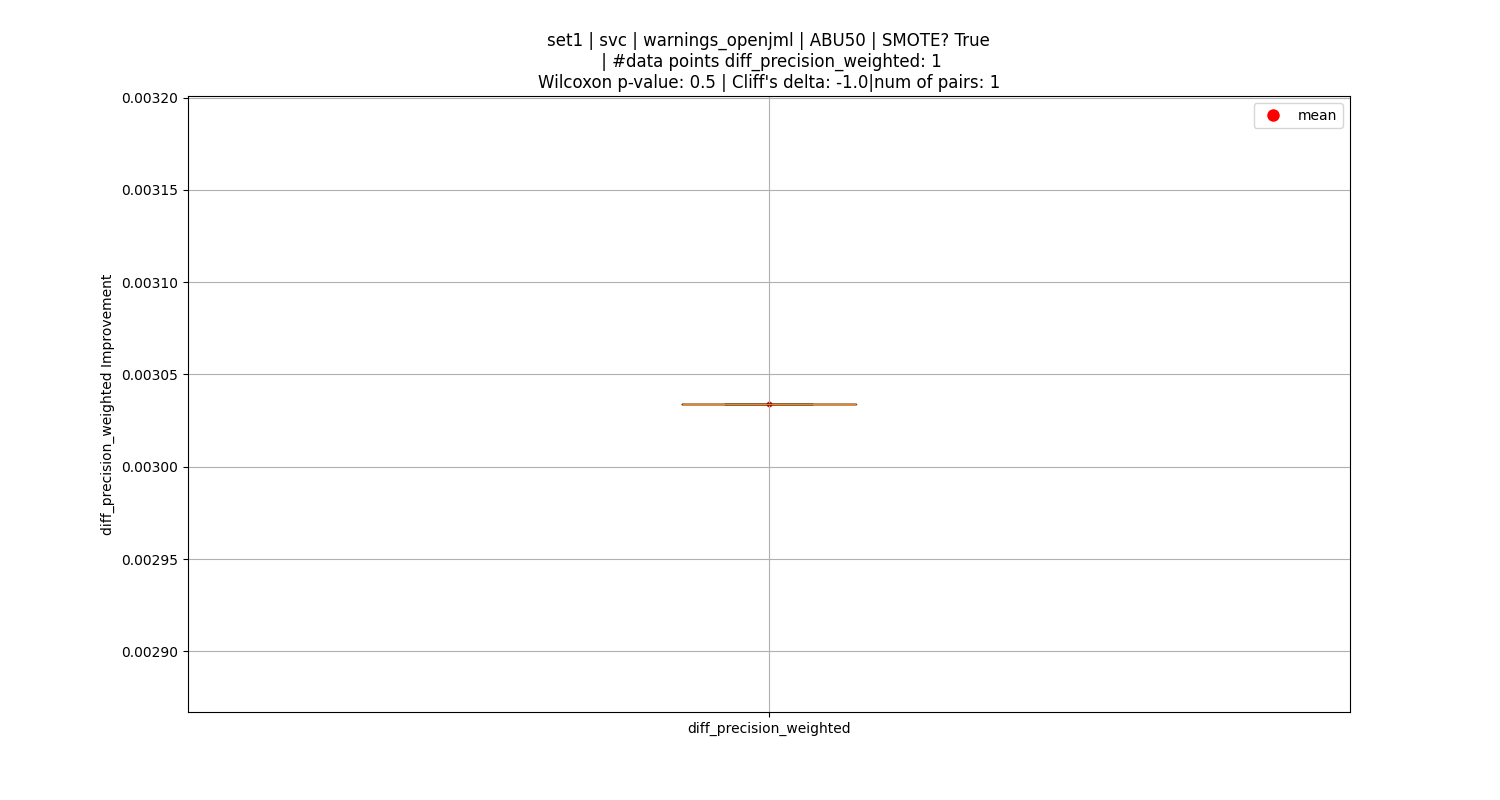 set1 | svc | warnings_openjml | ABU50 | SMOTE? True
| #data points diff_precision_weighted: 1
Wilcoxon p-value: 0.5 | Cliff's delta: -1.0|num of pairs: 1
mean
0.00320
0.00315
0.00310
0.00305
0.00300
0.00295
0.00290
diff_precision_weighted Improvement
diff_precision_weighted